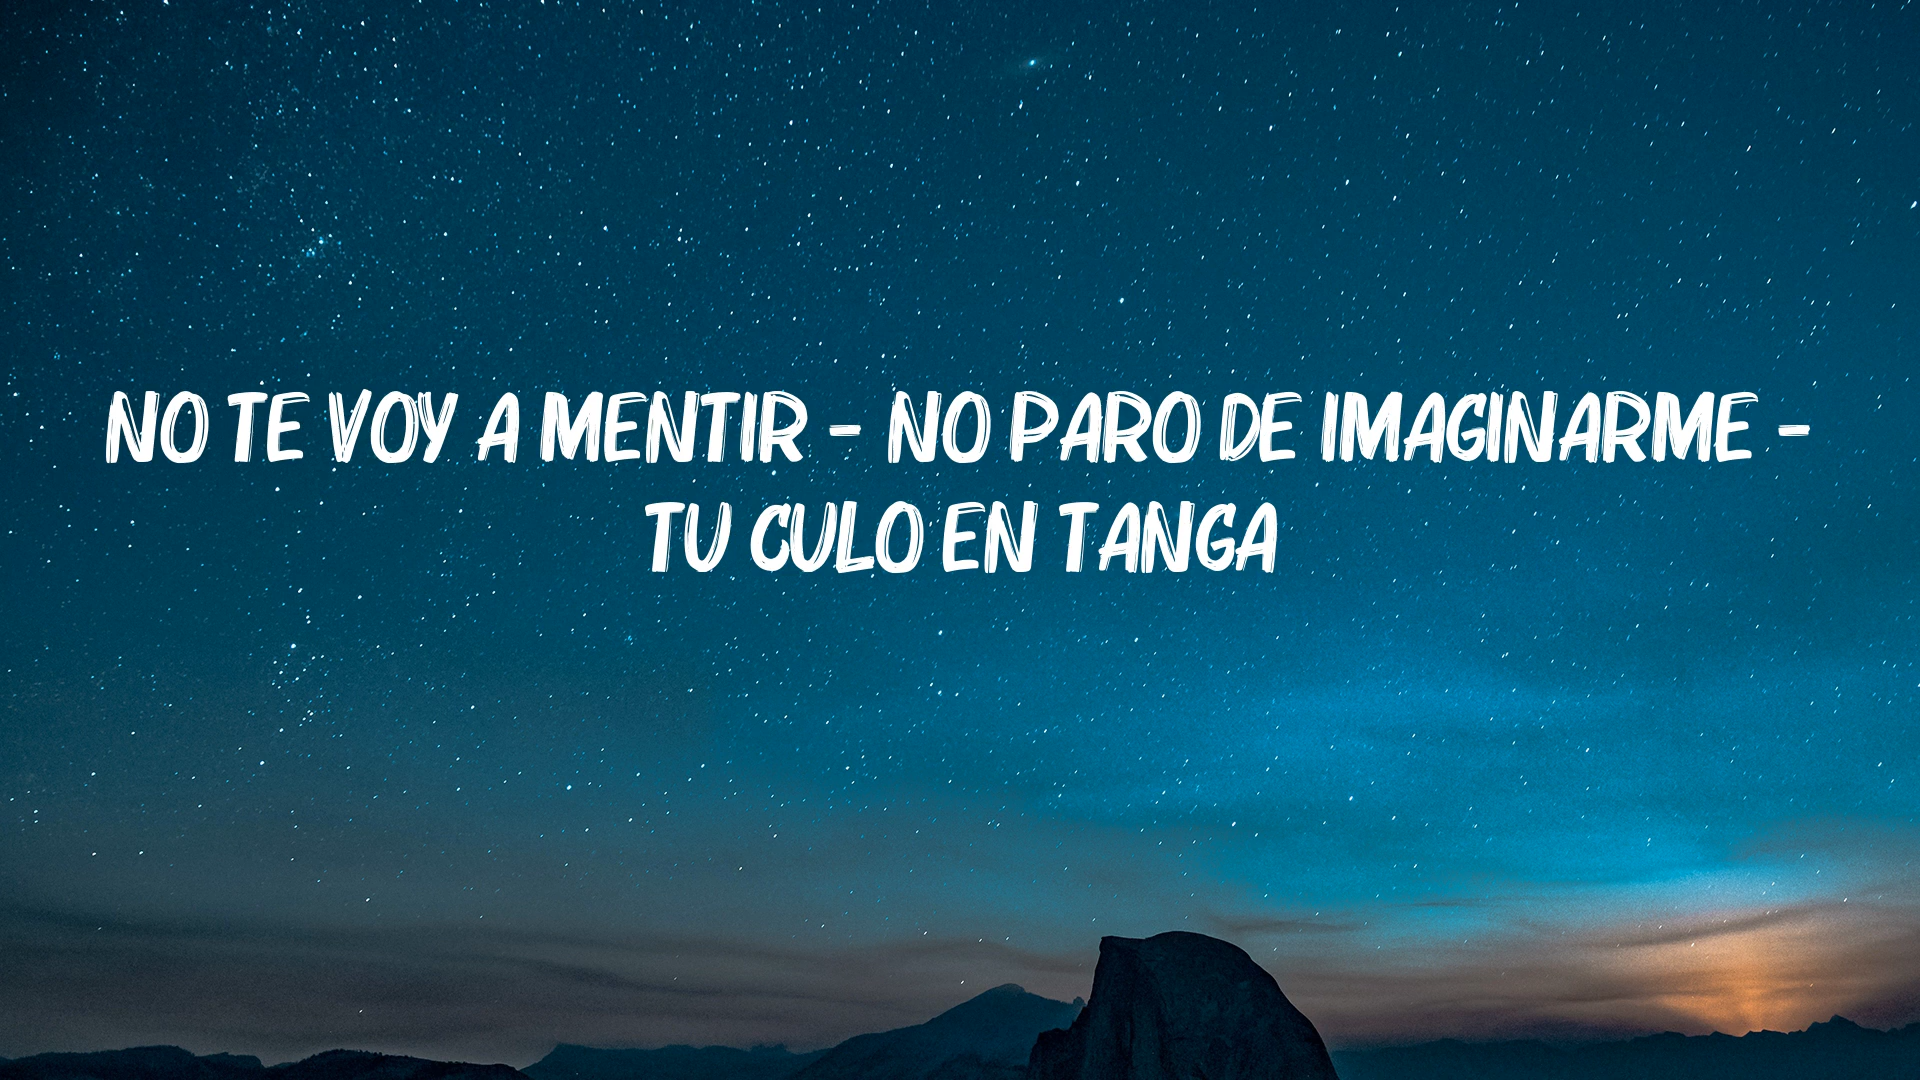 NO TE VOY A MENTIR - NO PARO DE IMAGINARME -
TU CULO EN TANGA